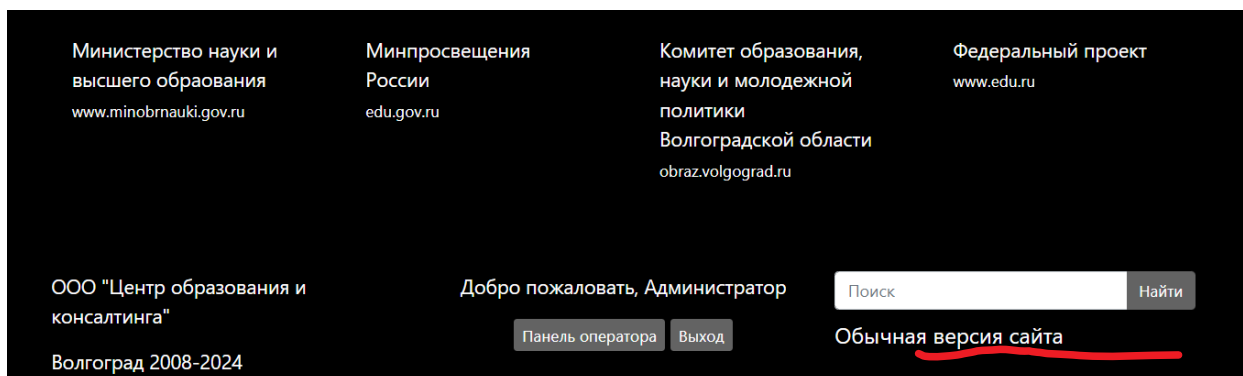 Министерство науки и
высшего обраования
www.minobrnauki.gov.ru
Минпросвещения
России
edu.gov.ru
Комитет образования,
науки и молодежной
политики
Волгоградской области
obraz.volgograd.ru
Федеральный проект
www.edu.ru
ООО "Центр образования и
консалтинга"
Волгоград 2008-2024
Добро пожаловать, Администратор
Панель оператора Выход
Поиск Найти
Обычная версия сайта